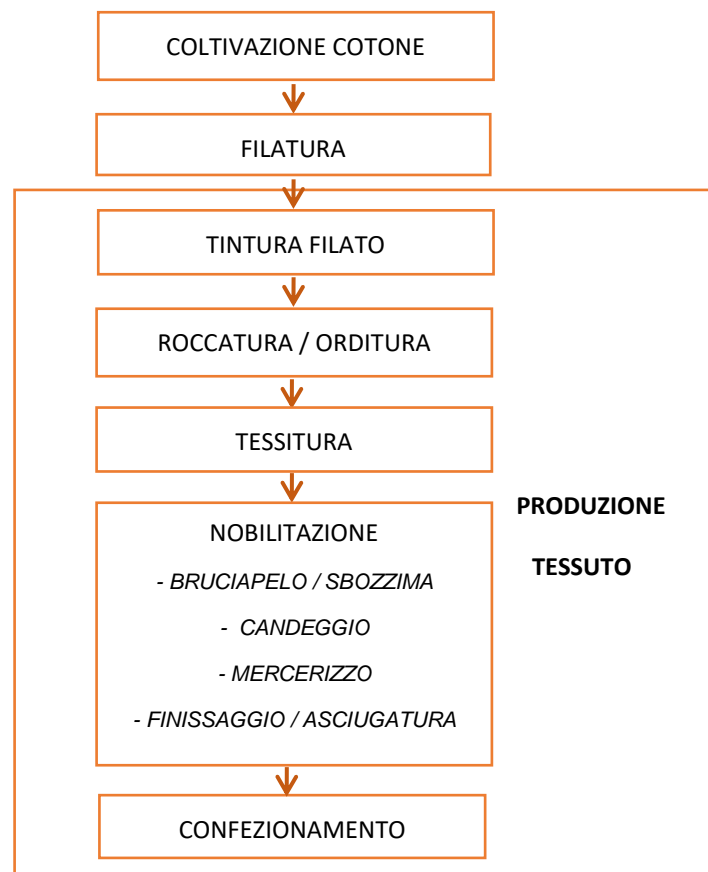 COLTIVAZIONE COTONE
FILATURA
TINTURA FILATO
ROCCATURA / ORDITURA
TESSITURA
NOBILITAZIONE
- BRUCIAPELO / SBOZZIMA
- CANDEGGIO
- MERCERIZZO
- FINISSAGGIO / ASCIUGATURA
PRODUZIONE
TESSUTO
CONFEZIONAMENTO